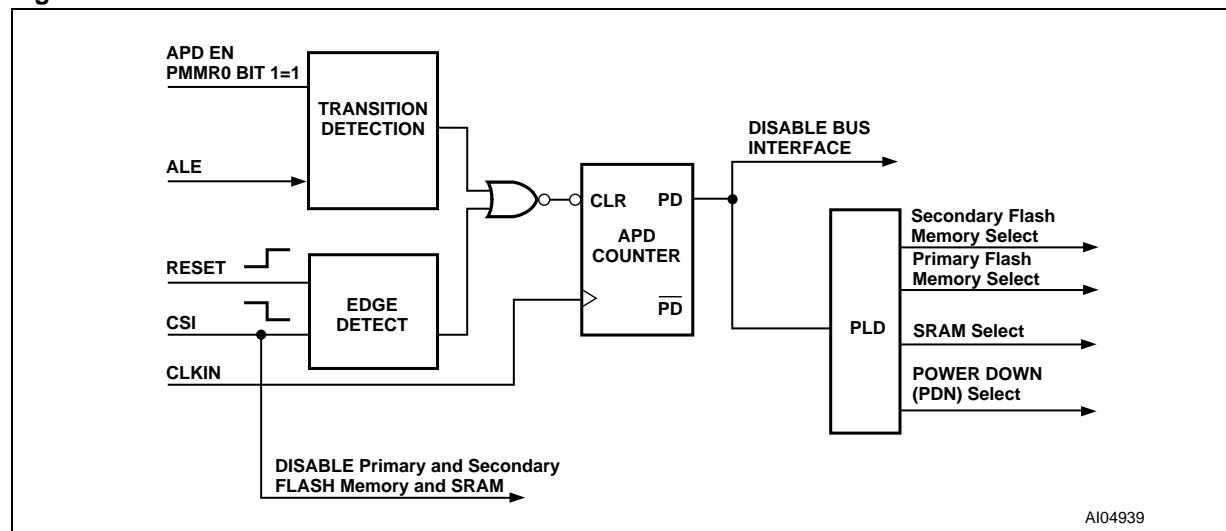 APD EN
PMMR0 BIT 1=1
TRANSITION
DETECTION
ALE
DISABLE BUS
INTERFACE
CLR
PD
APD
COUNTER
PD
RESET
EDGE
DETECT
CSI
CLKIN
PLD
Secondary Flash
Memory Select
Primary Flash
Memory Select
SRAM Select
POWER DOWN
(PDN) Select
DISABLE Primary and Secondary
FLASH Memory and SRAM
AI04939